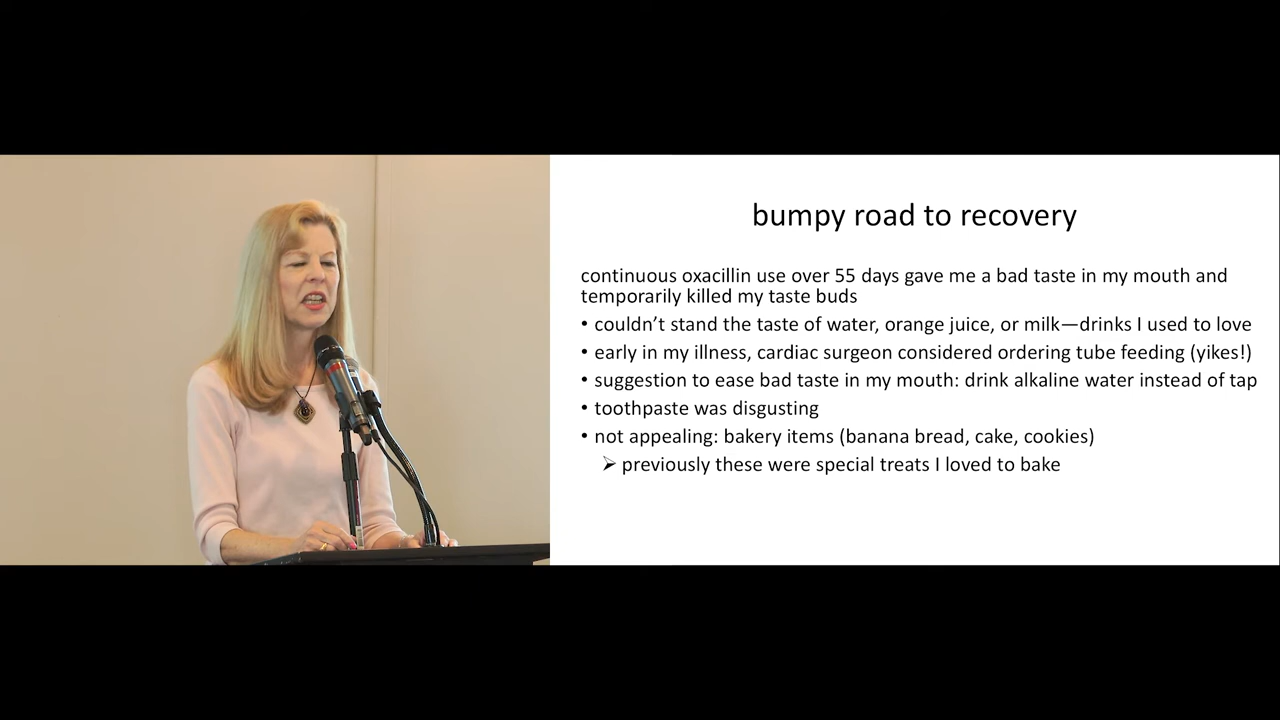 bumpy road to recovery
continuous oxacillin use over 55 days gave me a bad taste in my mouth and
temporarily killed my taste buds
• couldn’t stand the taste of water, orange juice, or milk—drinks I used to love
• early in my illness, cardiac surgeon considered ordering tube feeding (yikes!)
• suggestion to ease bad taste in my mouth: drink alkaline water instead of tap
• toothpaste was disgusting
• not appealing: bakery items (banana bread, cake, cookies)
➢ previously these were special treats I loved to bake